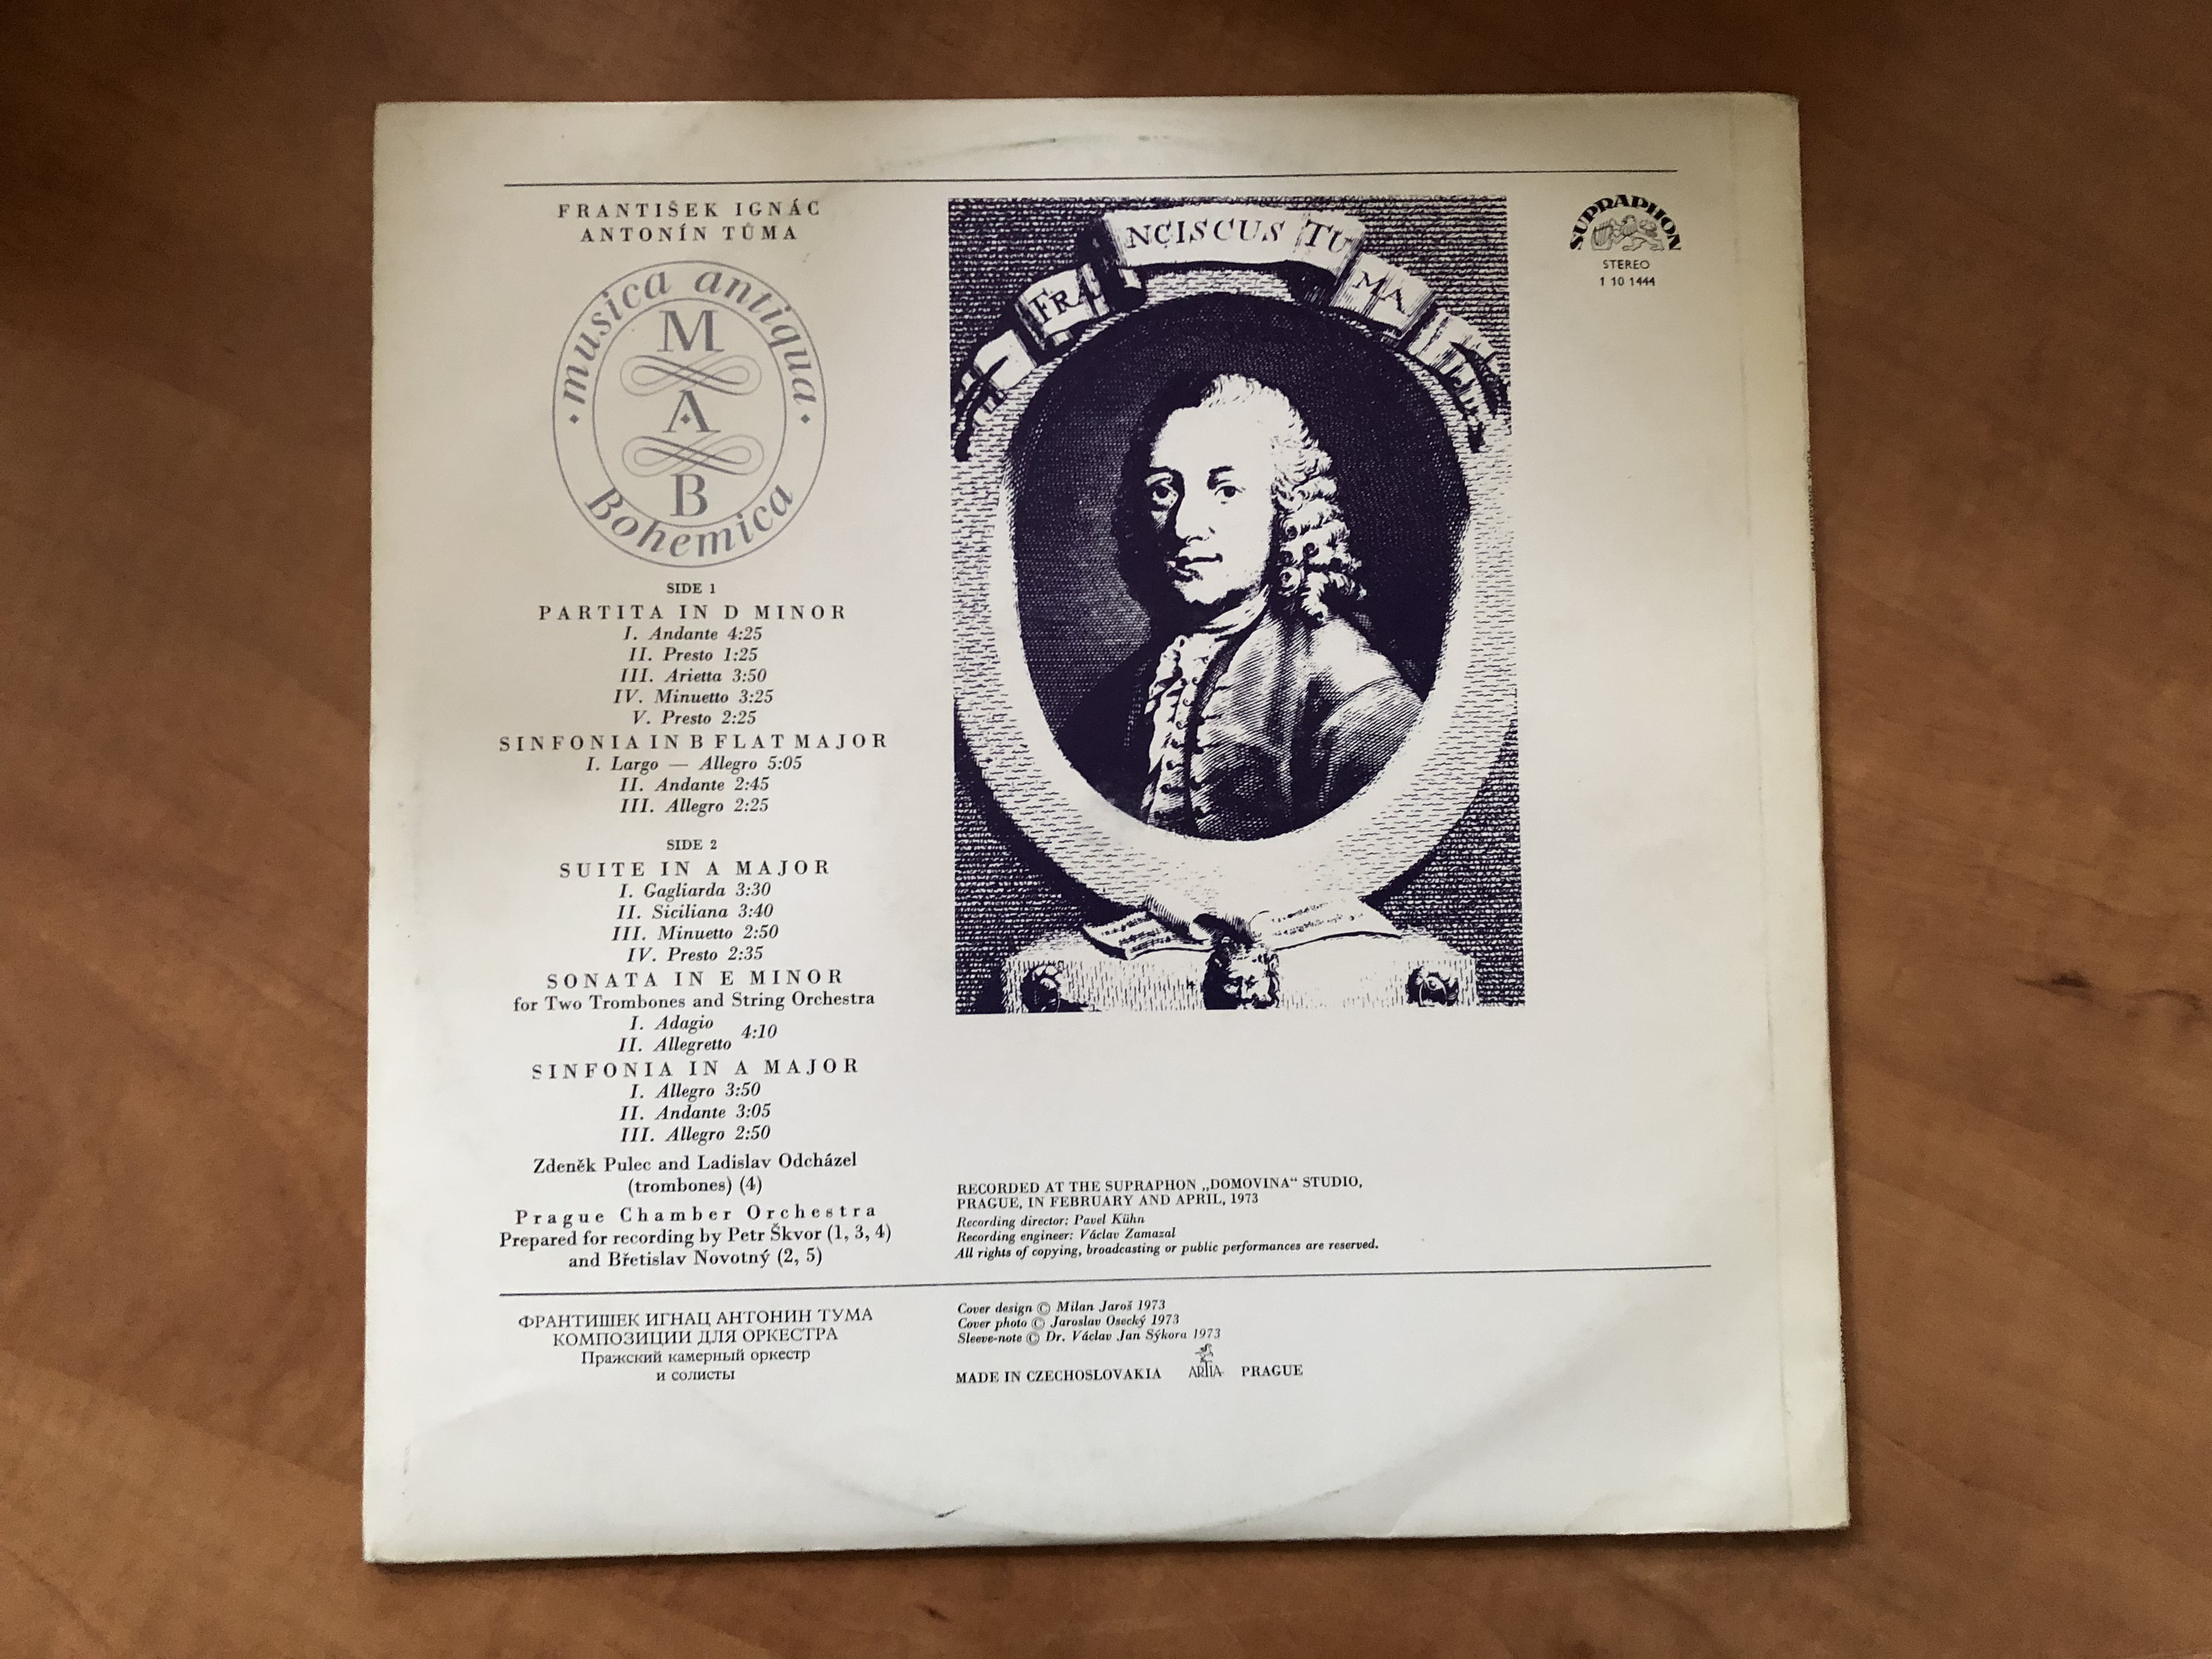 FRANTIŠEK IGNÁC
ANTONÍN TŮMA
musica antiqua
M
A
B
Bohemica
SIDE 1
PARTITA IN D MINOR
I. Andante 4:25
II. Presto 1:25
III. Arietta 3:50
IV. Minuetto 3:25
V. Presto 2:25
SINFONIA IN B FLAT MAJOR
I. Largo — Allegro 5:05
II. Andante 2:45
III. Allegro 2:25
SIDE 2
SUITE IN A MAJOR
I. Gagliarda 3:30
II. Siciliana 3:40
III. Minuetto 2:50
IV. Presto 2:35
SONATA IN E MINOR
for Two Trombones and String Orchestra
I. Adagio
II. Allegretto 4:10
SINFONIA IN A MAJOR
I. Allegro 3:50
II. Andante 3:05
III. Allegro 2:50
Zdeněk Pulec and Ladislav Odcházel
(trombones) (4)
Prague Chamber Orchestra
Prepared for recording by Petr Škvor (1, 3, 4)
and Břetislav Novotný (2, 5)
ФРАНТИШЕК ИГНАЦ АНТОНИН ТУМА
КОМПОЗИЦИИ ДЛЯ ОРКЕСТРА
Пражский камерный оркестр
и солисты
FRANCISCUS TUMA
SUPRAPHON
STEREO
1 10 1444
RECORDED AT THE SUPRAPHON „DOMOVINA“ STUDIO,
PRAGUE, IN FEBRUARY AND APRIL, 1973
Recording director: Pavel Kühn
Recording engineer: Václav Zamazal
All rights of copying, broadcasting or public performances are reserved.
Cover design © Milan Jaroš 1973
Cover photo © Jaroslav Osecký 1973
Sleeve-note © Dr. Václav Jan Sýkora 1973
MADE IN CZECHOSLOVAKIA ARTIA PRAGUE